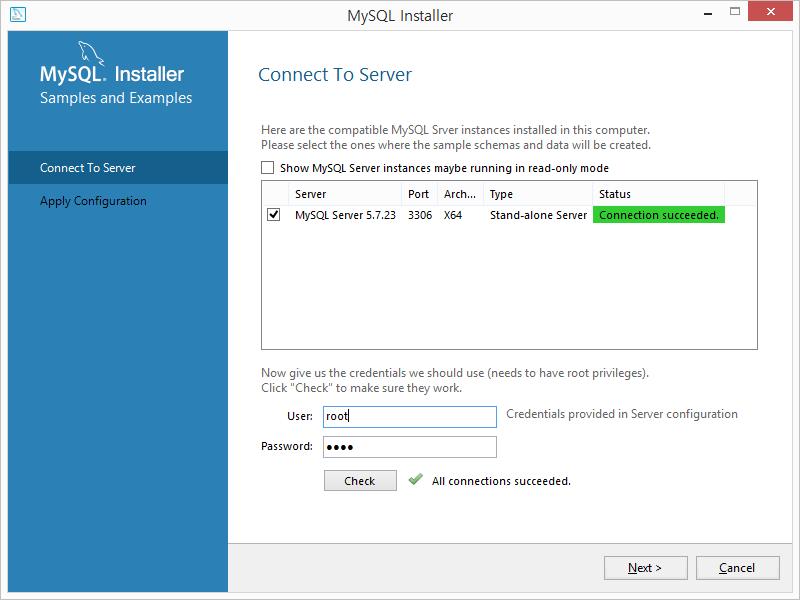 MySQL Installer
MySQL. Installer
Samples and Examples
Connect To Server
Apply Configuration
Connect To Server
Here are the compatible MySQL Srver instances installed in this computer.
Please select the ones where the sample schemas and data will be created.
Show MySQL Server instances maybe running in read-only mode
Server Port Arch... Type Status
MySQL Server 5.7.23 3306 X64 Stand-alone Server Connection succeeded.
Now give us the credentials we should use (needs to have root privileges).
Click "Check" to make sure they work.
User: root Credentials provided in Server configuration
Password: ●●●●
Check All connections succeeded.
Next > Cancel